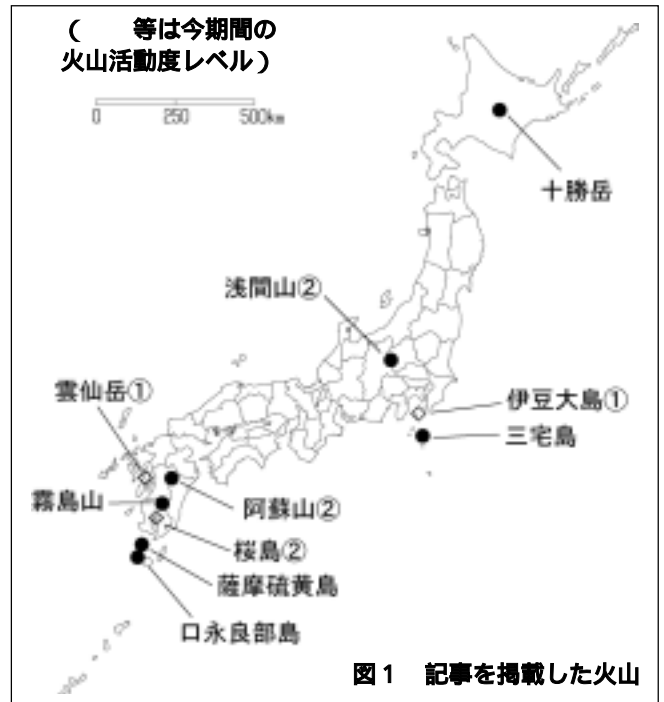 (　　等は今期間の
火山活動度レベル)
0 250 500km
十勝岳
浅間山②
雲仙岳①
伊豆大島①
三宅島
霧島山
阿蘇山②
桜島②
薩摩硫黄島
口永良部島
図1　記事を掲載した火山